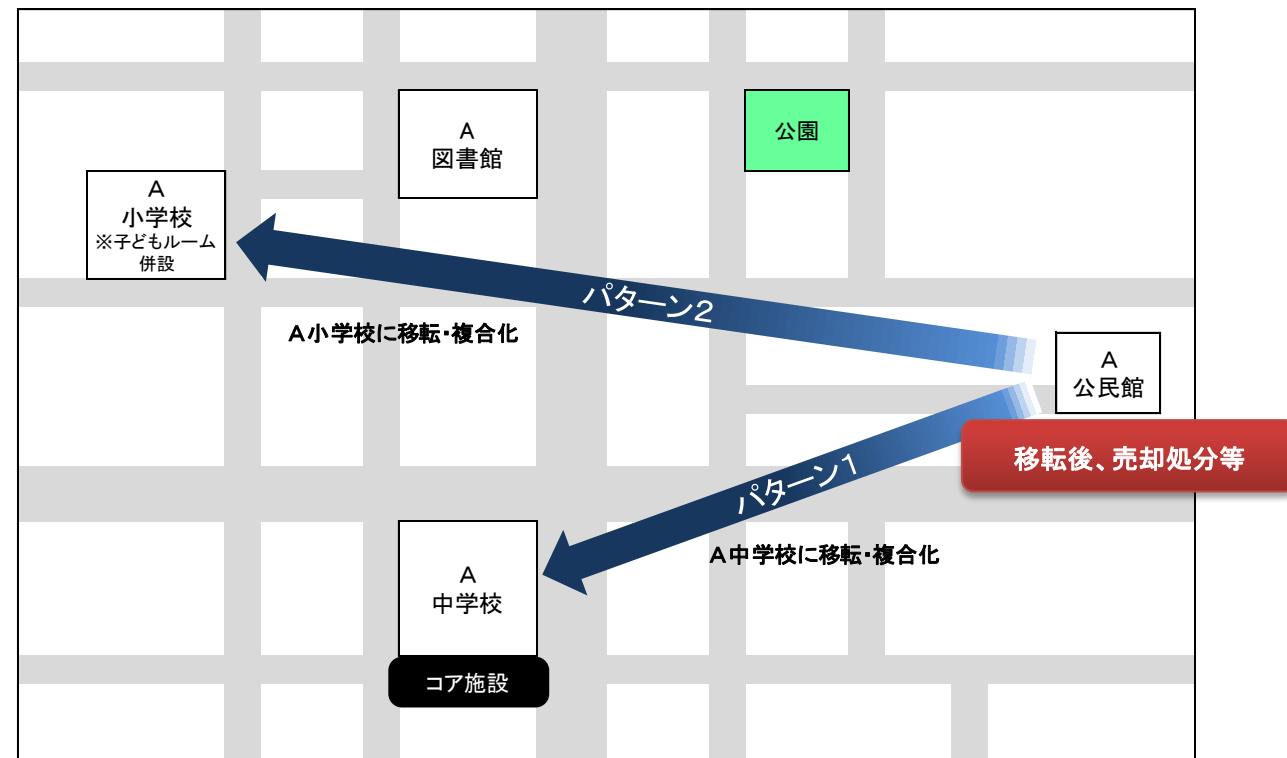 A
図書館
公園
A
小学校
※子どもルーム
併設
パターン2
A小学校に移転・複合化
A
公民館
移転後、売却処分等
パターン1
A中学校に移転・複合化
A
中学校
コア施設